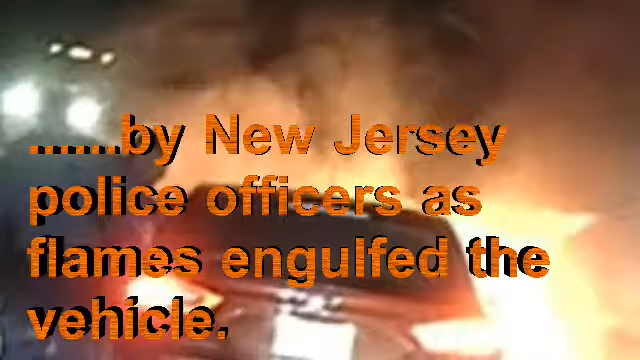 .......by New Jersey
police officers as
flames engulfed the
vehicle.